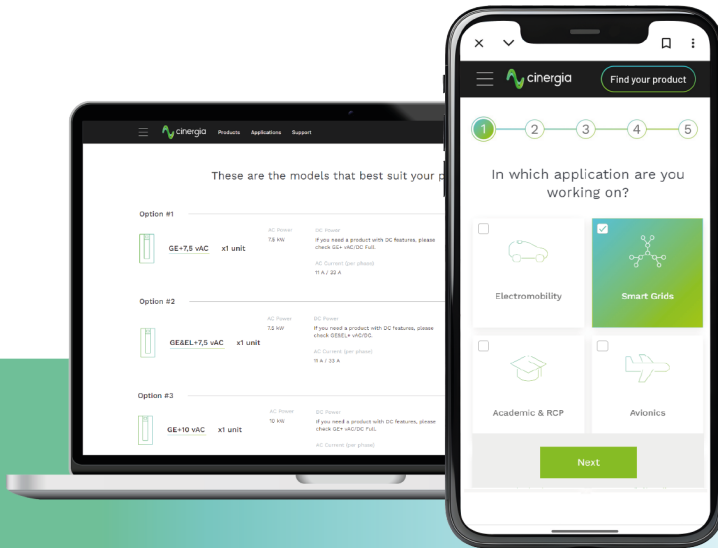 cinergia
Products Applications Support
These are the models that best suit your p
Option #1
AC Power DC Power
GE+7,5 vAC x1 unit
7.5 kW
If you need a product with DC features, please
check GE+ vAC/DC Full.
AC Current (per phase)
11 A / 33 A
Option #2
AC Power DC Power
GE&EL+7,5 vAC x1 unit
7.5 kW
If you need a product with DC features, please
check GE&EL+ vAC/DC.
AC Current (per phase)
11 A / 33 A
Option #3
AC Power DC Power
GE+10 vAC x1 unit
10 kW
If you need a product with DC features, please
check GE+ vAC/DC Full.
AC Current (per phase)
cinergia
Find your product
1 2 3 4 5
In which application are you
working on?
Electromobility
Smart Grids
Academic & RCP
Avionics
Next